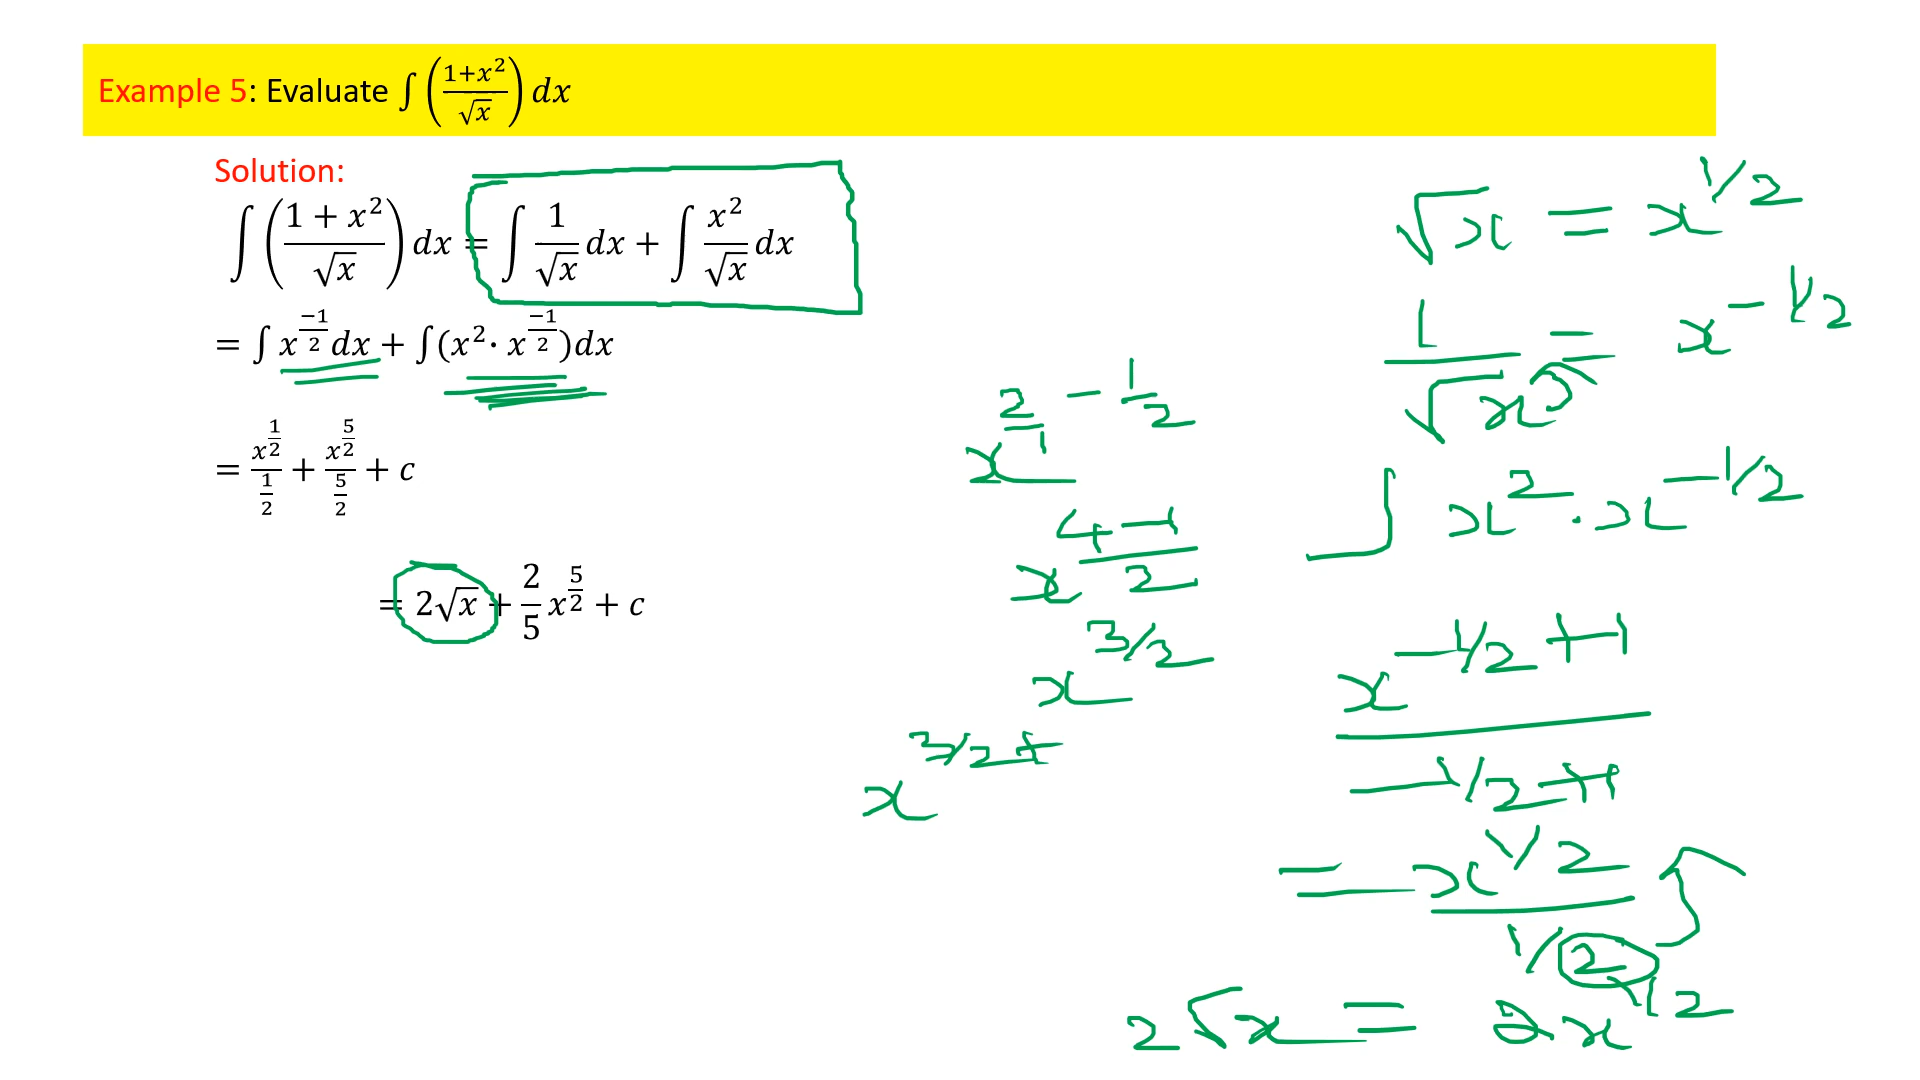 Example 5: Evaluate ∫ ((1+x²)/√x) dx
Solution:
∫ ((1 + x²)/√x) dx = ∫ 1/√x dx + ∫ x²/√x dx
= ∫ x^(-1/2) dx + ∫(x² · x^(-1/2))dx
= x^(1/2)/(1/2) + x^(5/2)/(5/2) + c
= 2√x + 2/5 x^(5/2) + c
x^(2/1 - 1/2)
x^((4-1)/2)
x^(3/2)
x^(3/2 +
√x = x^(1/2)
1/√x = x^(-1/2)
∫ x² · x^(-1/2)
x^(-1/2 + 1)
-1/2 + 1
= x^(1/2)
1/2
2√x = 2x^(1/2)